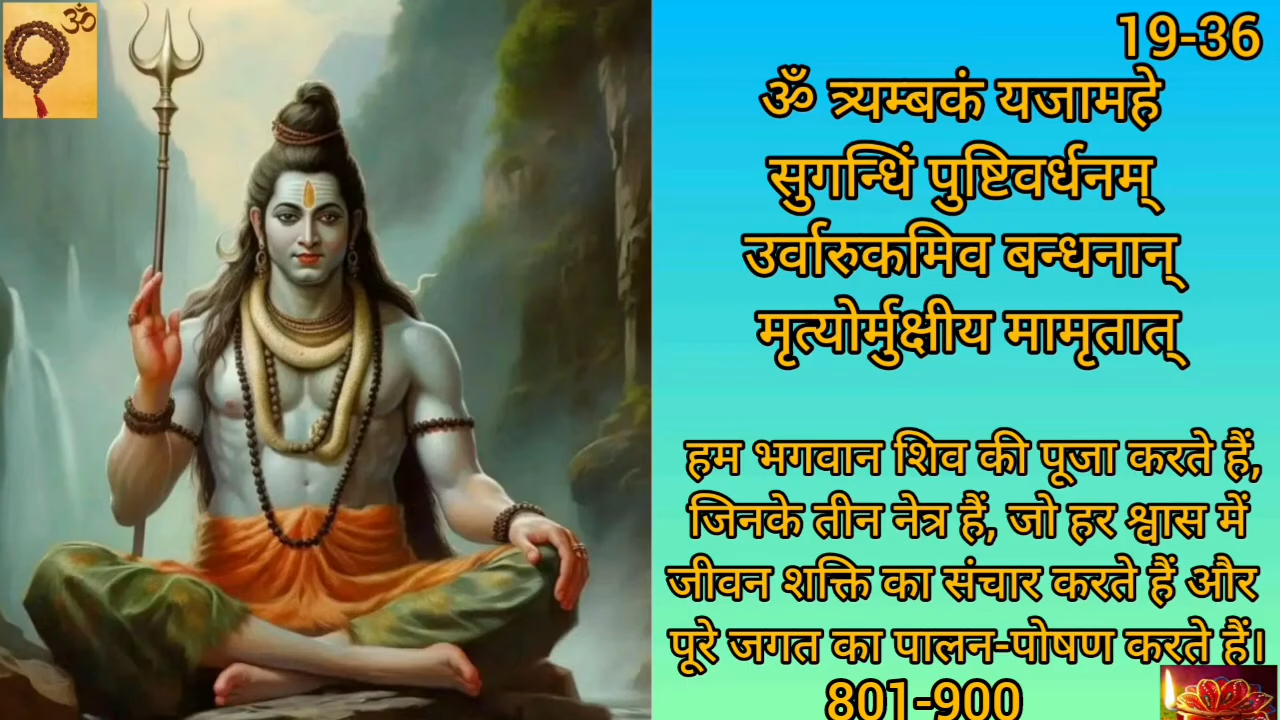 ॐ
19-36
ॐ त्र्यम्बकं यजामहे
सुगन्धिं पुष्टिवर्धनम्
उर्वारुकमिव बन्धनान्
मृत्योर्मुक्षीय मामृतात्
हम भगवान शिव की पूजा करते हैं,
जिनके तीन नेत्र हैं, जो हर श्वास में
जीवन शक्ति का संचार करते हैं और
पूरे जगत का पालन-पोषण करते हैं।
801-900